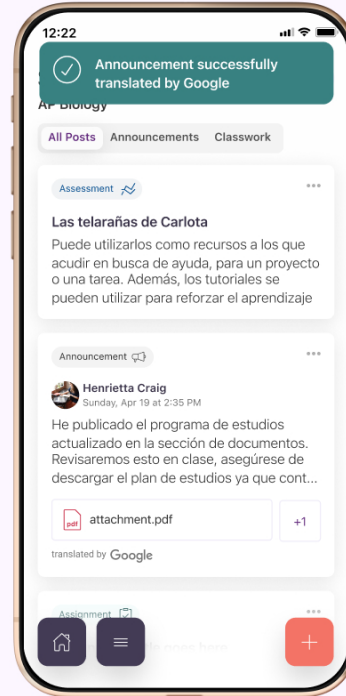 12:22
Announcement successfully
translated by Google
AP Biology
All Posts Announcements Classwork
Assessment
Las telarañas de Carlota
Puede utilizarlos como recursos a los que
acudir en busca de ayuda, para un proyecto
o una tarea. Además, los tutoriales se
pueden utilizar para reforzar el aprendizaje
Announcement
Henrietta Craig
Sunday, Apr 19 at 2:35 PM
He publicado el programa de estudios
actualizado en la sección de documentos.
Revisaremos esto en clase, asegúrese de
descargar el plan de estudios ya que cont...
pdf attachment.pdf +1
translated by Google
Assignment
goes here